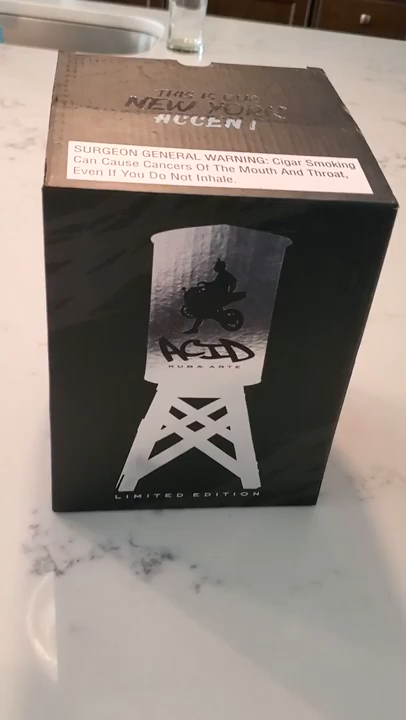 THIS IS OUR
NEW YORK
ACCENT
SURGEON GENERAL WARNING: Cigar Smoking
Can Cause Cancers Of The Mouth And Throat,
Even If You Do Not Inhale.
ACID
KUBA ARTE
LIMITED EDITION